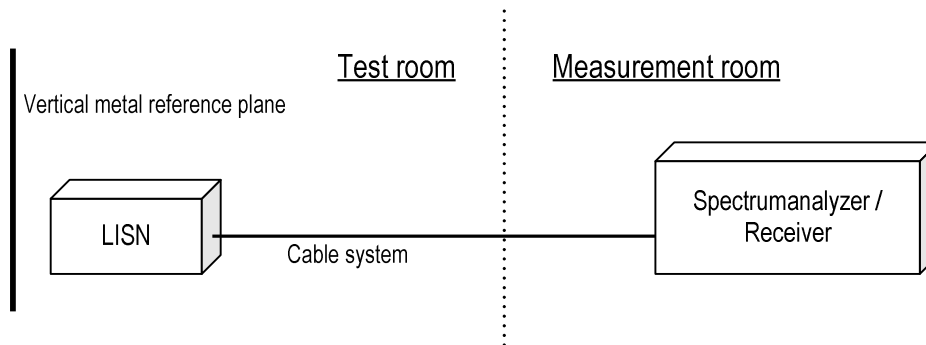 Test room
Measurement room
Vertical metal reference plane
LISN
Cable system
Spectrumanalyzer /
Receiver